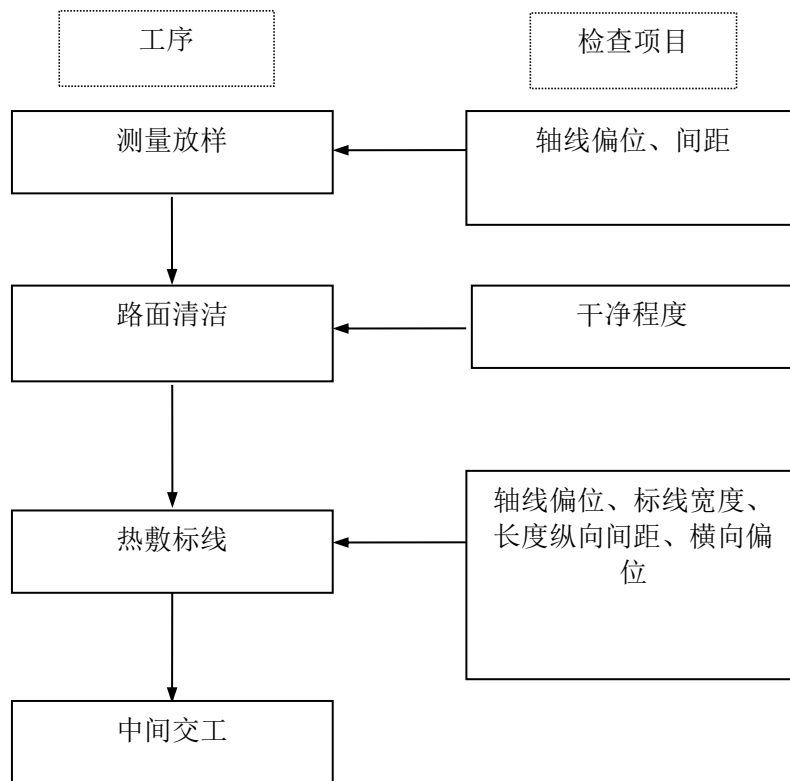 工序
检查项目
测量放样
轴线偏位、间距
路面清洁
干净程度
热敷标线
轴线偏位、标线宽度、
长度纵向间距、横向偏
位
中间交工